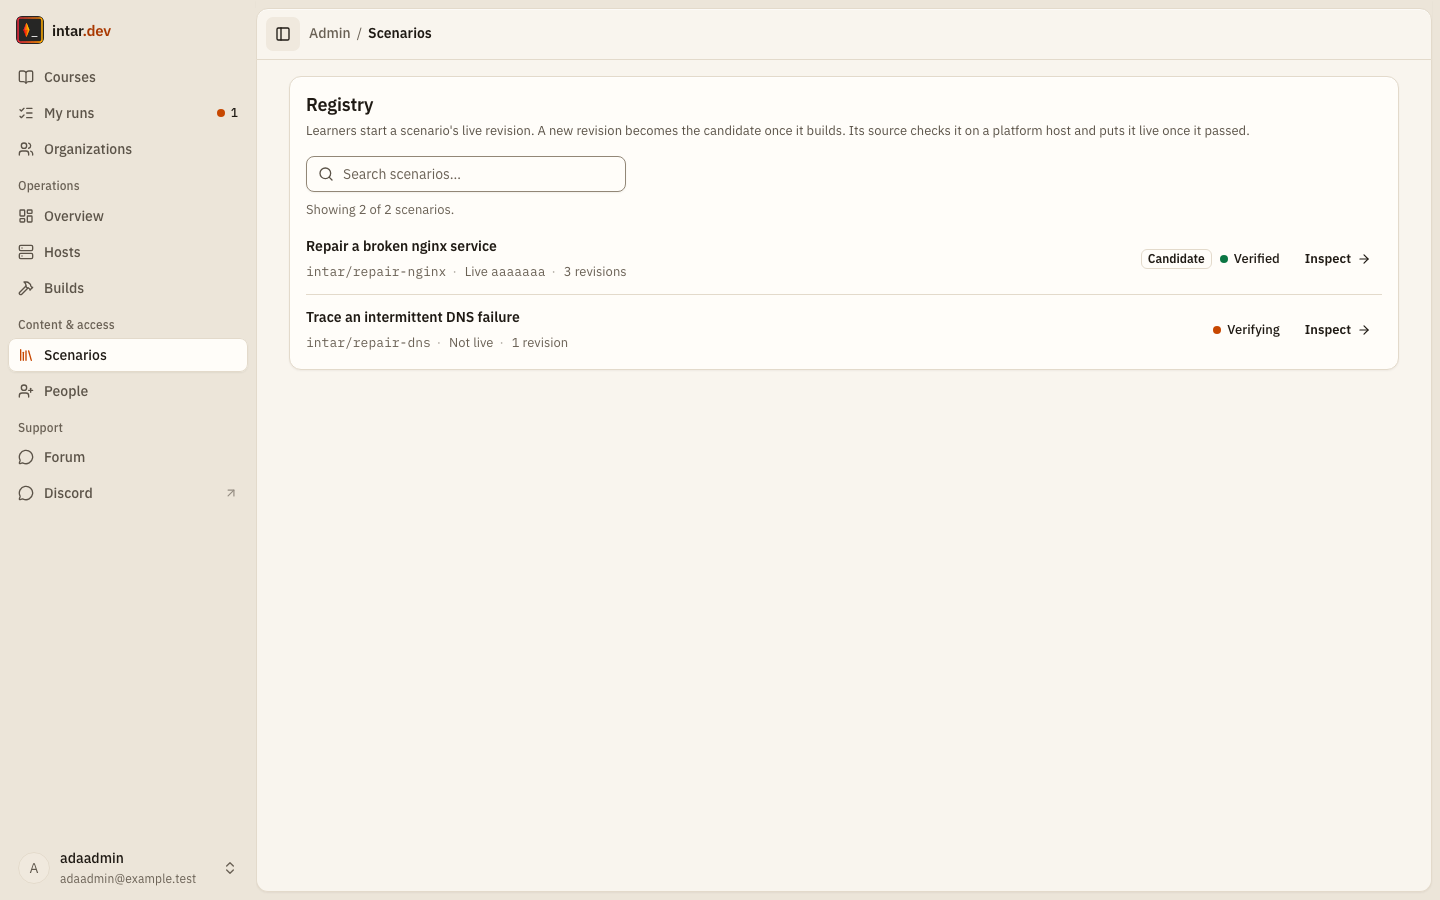 intar.dev
Courses
My runs 1
Organizations
Operations
Overview
Hosts
Builds
Content & access
Scenarios
People
Support
Forum
Discord
A
adaadmin
adaadmin@example.test
Admin / Scenarios
Registry
Learners start a scenario's live revision. A new revision becomes the candidate once it builds. Its source checks it on a platform host and puts it live once it passed.
Search scenarios...
Showing 2 of 2 scenarios.
Repair a broken nginx service
intar/repair-nginx · Live aaaaaaa · 3 revisions
Candidate Verified Inspect
Trace an intermittent DNS failure
intar/repair-dns · Not live · 1 revision
Verifying Inspect